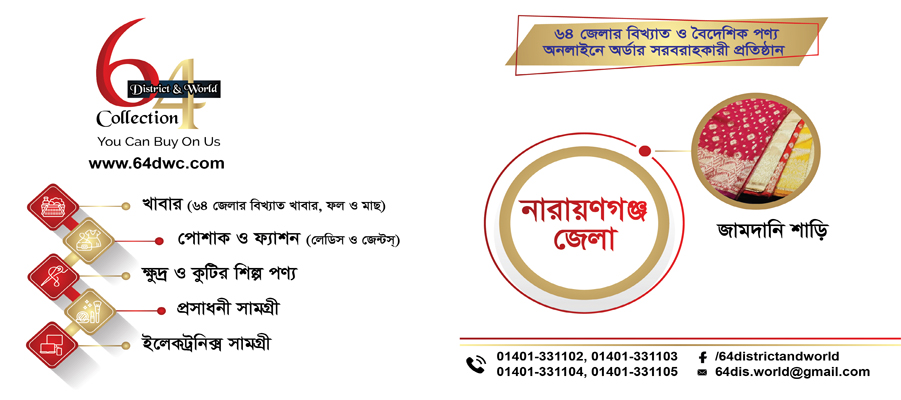 64
District & World
Collection
You Can Buy On Us
www.64dwc.com
খাবার (৬৪ জেলার বিখ্যাত খাবার, ফল ও মাছ)
পোশাক ও ফ্যাশন (লেডিস ও জেন্টস্)
ক্ষুদ্র ও কুটির শিল্প পণ্য
প্রসাধনী সামগ্রী
ইলেকট্রনিক্স সামগ্রী
৬৪ জেলার বিখ্যাত ও বৈদেশিক পণ্য
অনলাইনে অর্ডার সরবরাহকারী প্রতিষ্ঠান
নারায়ণগঞ্জ
জেলা
জামদানি শাড়ি
01401-331102, 01401-331103
01401-331104, 01401-331105
/64districtandworld
64dis.world@gmail.com